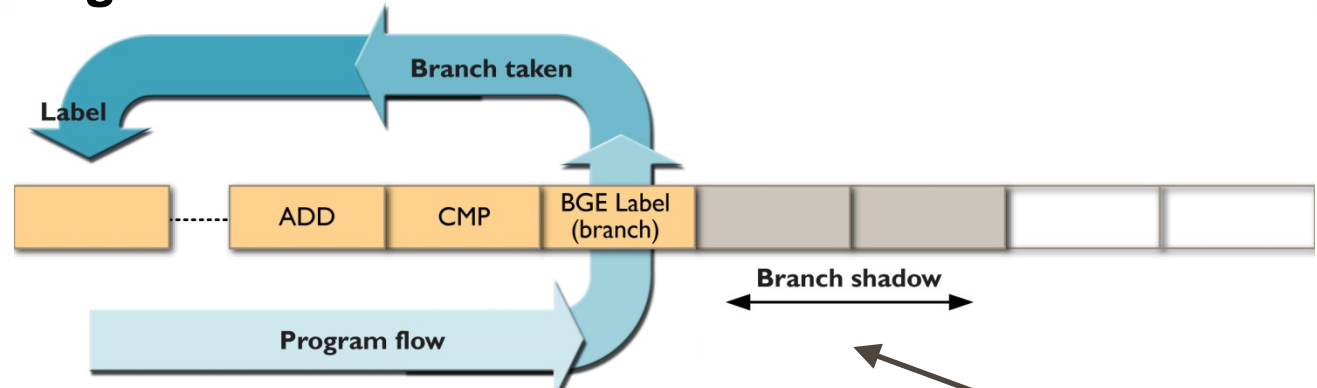 Branch taken
Label
ADD
CMP
BGE Label
(branch)
Branch shadow
Program flow